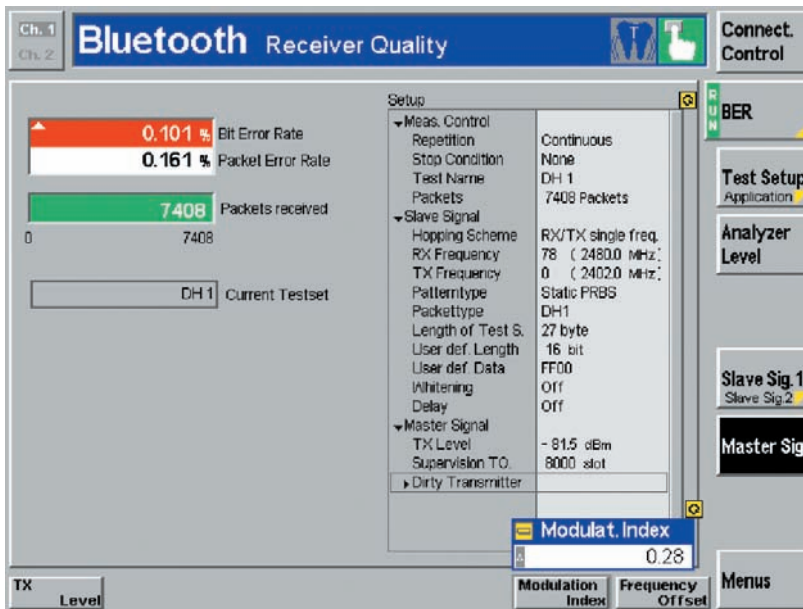 Ch. 1
Ch. 2
Bluetooth Receiver Quality
Connect.
Control
RUN
BER
Test Setup
Application
Analyzer
Level
Slave Sig.1
Slave Sig.2
Master Sig
Menus
0.101 % Bit Error Rate
0.161 % Packet Error Rate
7408 Packets received
0 7408
DH 1 Current Testset
Setup
Meas. Control
Repetition Continuous
Stop Condition None
Test Name DH 1
Packets 7408 Packets
Slave Signal
Hopping Scheme RX/TX single freq.
RX Frequency 78 ( 2480.0 MHz)
TX Frequency 0 ( 2402.0 MHz)
Patterntype Static PRBS
Packettype DH1
Length of Test S. 27 byte
User def. Length 16 bit
User def. Data FF00
Whitening Off
Delay Off
Master Signal
TX Level - 81.5 dBm
Supervision TO. 8000 slot
Dirty Transmitter
Modulat. Index
0.28
TX
Level
Modulation
Index
Frequency
Offset